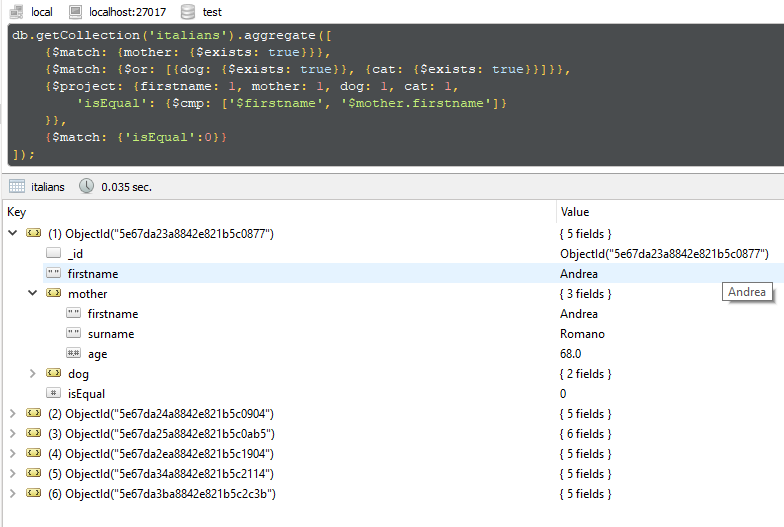 local localhost:27017 test
db.getCollection('italians').aggregate([
    {$match: {mother: {$exists: true}}},
    {$match: {$or: [{dog: {$exists: true}}, {cat: {$exists: true}}]}},
    {$project: {firstname: 1, mother: 1, dog: 1, cat: 1,
        'isEqual': {$cmp: ['$firstname', '$mother.firstname']}
    }},
    {$match: {'isEqual':0}}
]);
italians 0.035 sec.
Key Value
(1) ObjectId("5e67da23a8842e821b5c0877") { 5 fields }
_id ObjectId("5e67da23a8842e821b5c0877")
firstname Andrea
mother { 3 fields } Andrea
firstname Andrea
surname Romano
age 68.0
dog { 2 fields }
isEqual 0
(2) ObjectId("5e67da24a8842e821b5c0904") { 5 fields }
(3) ObjectId("5e67da25a8842e821b5c0ab5") { 6 fields }
(4) ObjectId("5e67da2ea8842e821b5c1904") { 5 fields }
(5) ObjectId("5e67da34a8842e821b5c2114") { 5 fields }
(6) ObjectId("5e67da3ba8842e821b5c2c3b") { 5 fields }